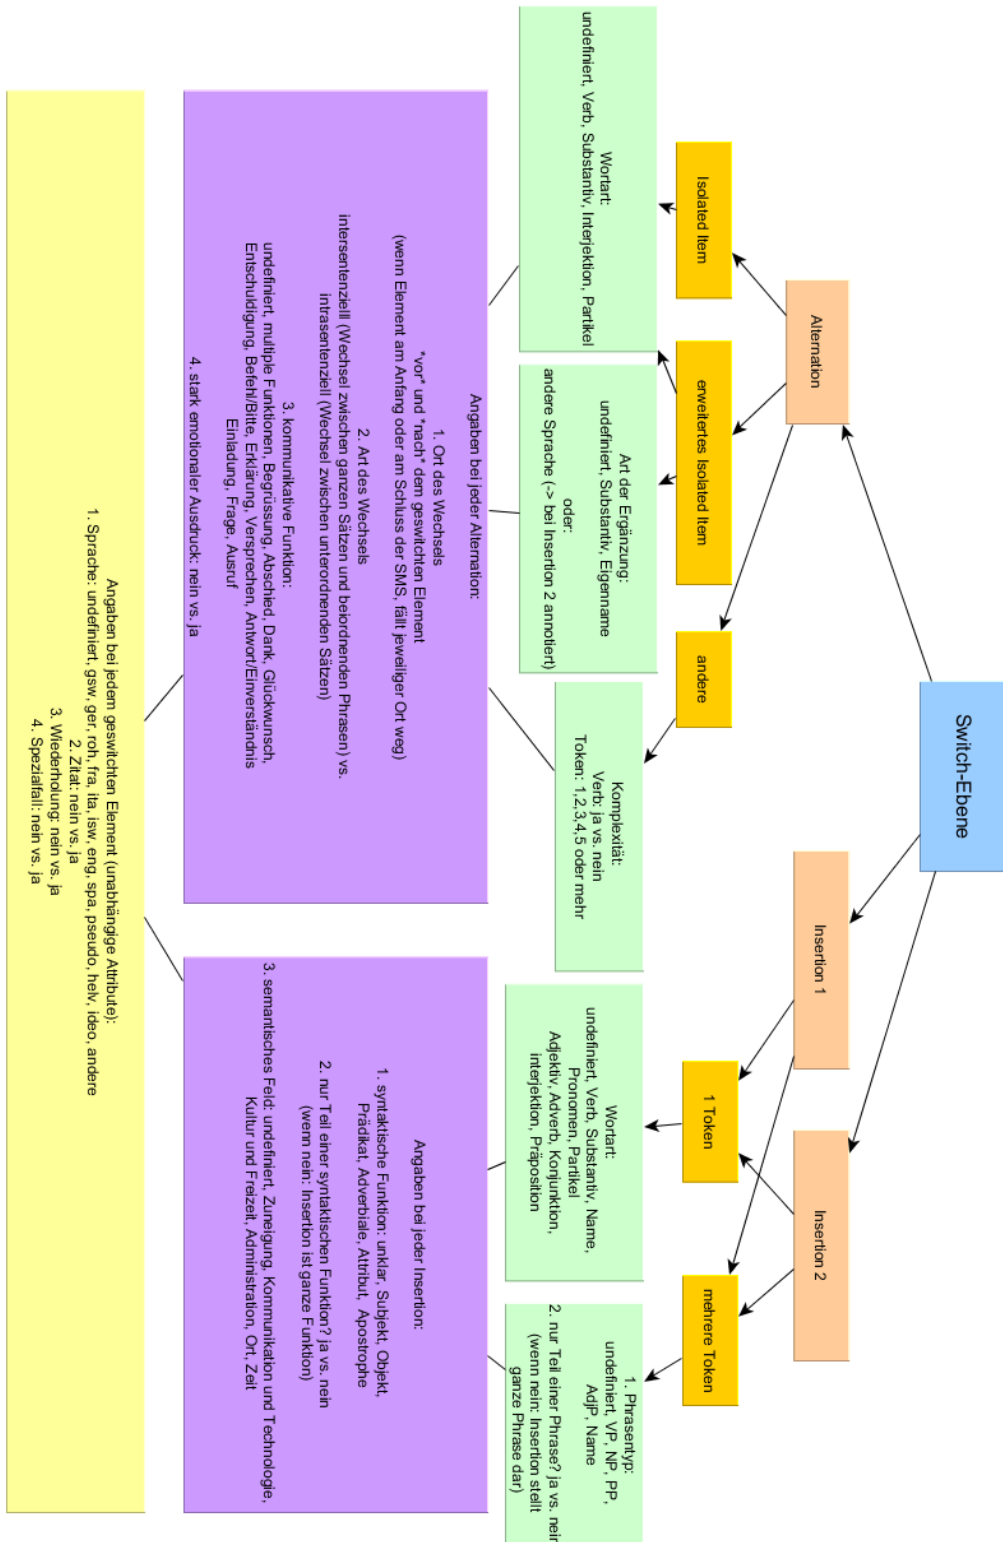 Switch-Ebene
Alternation
Insertion 1
Insertion 2
Isolated Item
erweitertes Isolated Item
andere
1 Token
mehrere Token
Wortart:
undefiniert, Verb, Substantiv, Interjektion, Partikel
Art der Ergänzung:
undefiniert, Substantiv, Eigenname
oder:
andere Sprache (-> bei Insertion 2 annotiert)
Komplexität:
Verb: ja vs. nein
Token: 1,2,3,4,5 oder mehr
Wortart:
undefiniert, Verb, Substantiv, Name,
Pronomen, Partikel
Adjektiv, Adverb, Konjunktion,
interjektion, Präposition
1. Phrasentyp:
undefiniert, VP, NP, PP,
AdjP, Name
2. nur Teil einer Phrase? ja vs. nein
(wenn nein: Insertion stellt
ganze Phrase dar)
Angaben bei jeder Alternation:
1. Ort des Wechsels
"vor" und "nach" dem geswitchten Element
(wenn Element am Anfang oder am Schluss der SMS, fällt jeweiliger Ort weg)
2. Art des Wechsels
intersentenziell (Wechsel zwischen ganzen Sätzen und beiordnenden Phrasen) vs.
intrasentenziell (Wechsel zwischen unterordnenden Sätzen)
3. kommunikative Funktion:
undefiniert, multiple Funktionen, Begrüssung, Abschied, Dank, Glückwunsch,
Entschuldigung, Befehl/Bitte, Erklärung, Versprechen, Antwort/Einverständnis
Einladung, Frage, Ausruf
4. stark emotionaler Ausdruck: nein vs. ja
Angaben bei jeder Insertion:
1. syntaktische Funktion: unklar, Subjekt, Objekt,
Prädikat, Adverbiale, Attribut, Apostrophe
2. nur Teil einer syntaktischen Funktion? ja vs. nein
(wenn nein: Insertion ist ganze Funktion)
3. semantisches Feld: undefiniert, Zuneigung, Kommunikation und Technologie,
Kultur und Freizeit, Administration, Ort, Zeit
Angaben bei jedem geswitchten Element (unabhängige Attribute):
1. Sprache: undefiniert, gsw, ger, roh, fra, ita, isw, eng, spa, pseudo, helv, ideo, andere
2. Zitat: nein vs. ja
3. Wiederholung: nein vs. ja
4. Spezialfall: nein vs. ja